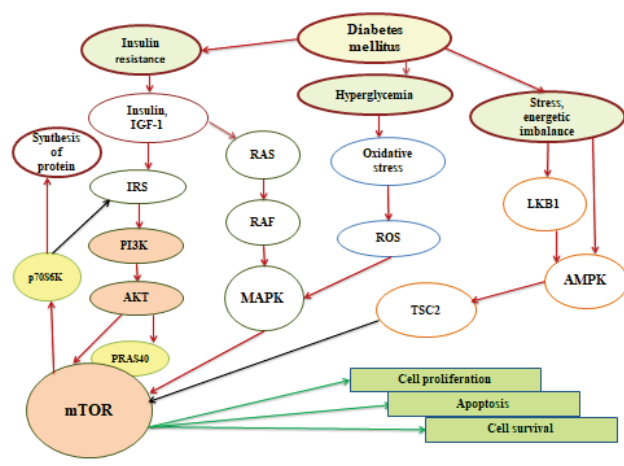 Diabetes
mellitus
Insulin
resistance
Hyperglycemia
Stress,
energetic
imbalance
Insulin,
IGF-1
Synthesis
of
protein
RAS
Oxidative
stress
IRS
LKB1
RAF
PI3K
ROS
p70S6K
AMPK
AKT
MAPK
TSC2
PRAS40
mTOR
Cell proliferation
Apoptosis
Cell survival